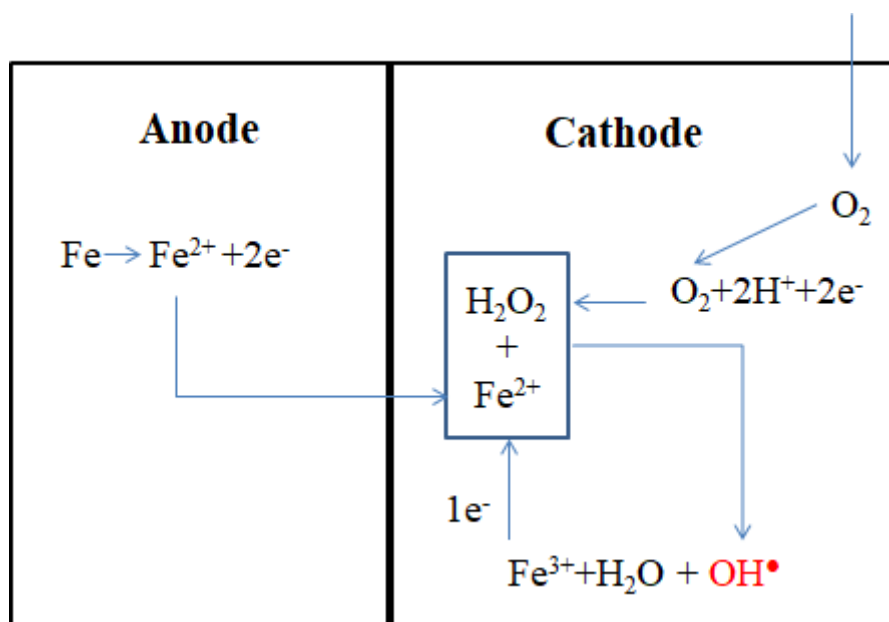 Anode
Cathode
O₂
Fe → Fe²⁺ +2e⁻
O₂+2H⁺+2e⁻
H₂O₂
+
Fe²⁺
1e⁻
Fe³⁺+H₂O + OH•